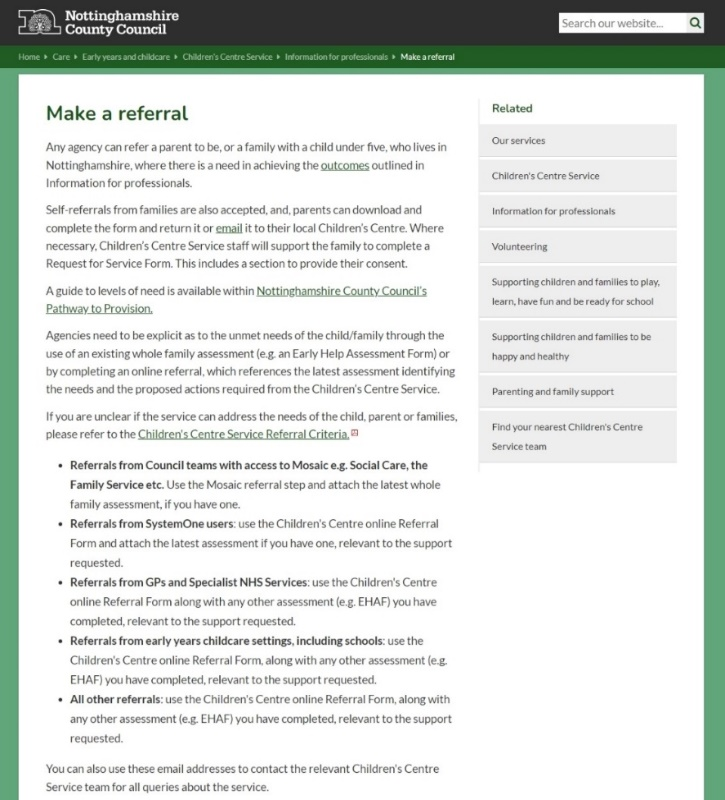 Nottinghamshire
County Council
Search our website...
Home ▸ Care ▸ Early years and childcare ▸ Children's Centre Service ▸ Information for professionals ▸ Make a referral
Make a referral
Any agency can refer a parent to be, or a family with a child under five, who lives in
Nottinghamshire, where there is a need in achieving the outcomes outlined in
Information for professionals.
Self-referrals from families are also accepted, and, parents can download and
complete the form and return it or email it to their local Children's Centre. Where
necessary, Children's Centre Service staff will support the family to complete a
Request for Service Form. This includes a section to provide their consent.
A guide to levels of need is available within Nottinghamshire County Council's
Pathway to Provision.
Agencies need to be explicit as to the unmet needs of the child/family through the
use of an existing whole family assessment (e.g. an Early Help Assessment Form) or
by completing an online referral, which references the latest assessment identifying
the needs and the proposed actions required from the Children's Centre Service.
If you are unclear if the service can address the needs of the child, parent or families,
please refer to the Children's Centre Service Referral Criteria.
• Referrals from Council teams with access to Mosaic e.g. Social Care, the
Family Service etc. Use the Mosaic referral step and attach the latest whole
family assessment, if you have one.
• Referrals from SystemOne users: use the Children's Centre online Referral
Form and attach the latest assessment if you have one, relevant to the support
requested.
• Referrals from GPs and Specialist NHS Services: use the Children's Centre
online Referral Form along with any other assessment (e.g. EHAF) you have
completed, relevant to the support requested.
• Referrals from early years childcare settings, including schools: use the
Children's Centre online Referral Form, along with any other assessment (e.g.
EHAF) you have completed, relevant to the support requested.
• All other referrals: use the Children's Centre online Referral Form, along with
any other assessment (e.g. EHAF) you have completed, relevant to the support
requested.
You can also use these email addresses to contact the relevant Children's Centre
Service team for all queries about the service.
Related
Our services
Children's Centre Service
Information for professionals
Volunteering
Supporting children and families to play,
learn, have fun and be ready for school
Supporting children and families to be
happy and healthy
Parenting and family support
Find your nearest Children's Centre
Service team